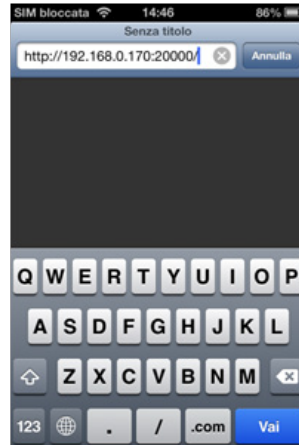 SIM bloccata 14:46 86%
Senza titolo
http://192.168.0.170:20000/ Annulla
Q W E R T Y U I O P
A S D F G H J K L
Z X C V B N M
123 . / .com Vai